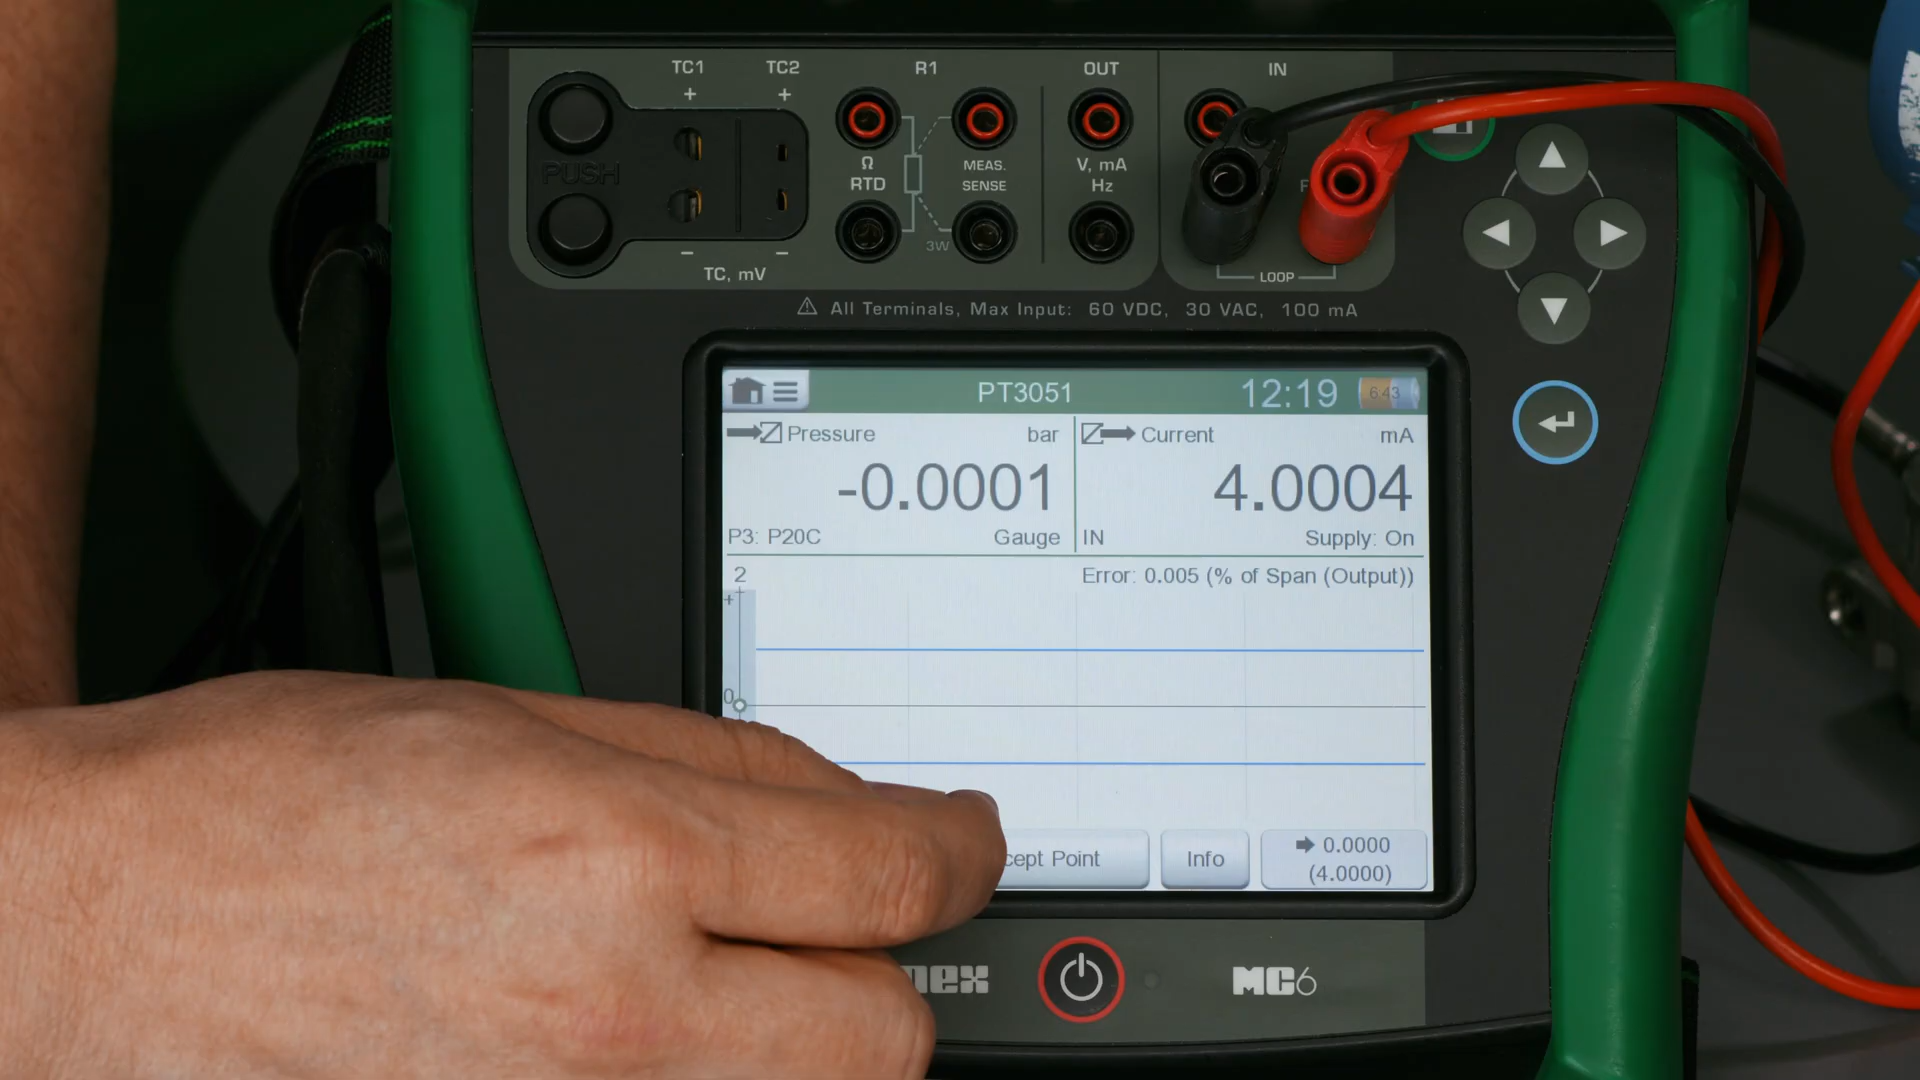 TC1 TC2 R1 OUT IN
+ +
PUSH
Ω
RTD
MEAS.
SENSE
V, mA
Hz
3W
− −
TC, mV
LOOP
⚠ All Terminals, Max Input: 60 VDC, 30 VAC, 100 mA
PT3051 12:19 6:43
Pressure bar
-0.0001
P3: P20C Gauge
Current mA
4.0004
IN Supply: On
2
Error: 0.005 (% of Span (Output))
+
0
cept Point
Info
0.0000
(4.0000)
mex
MC6